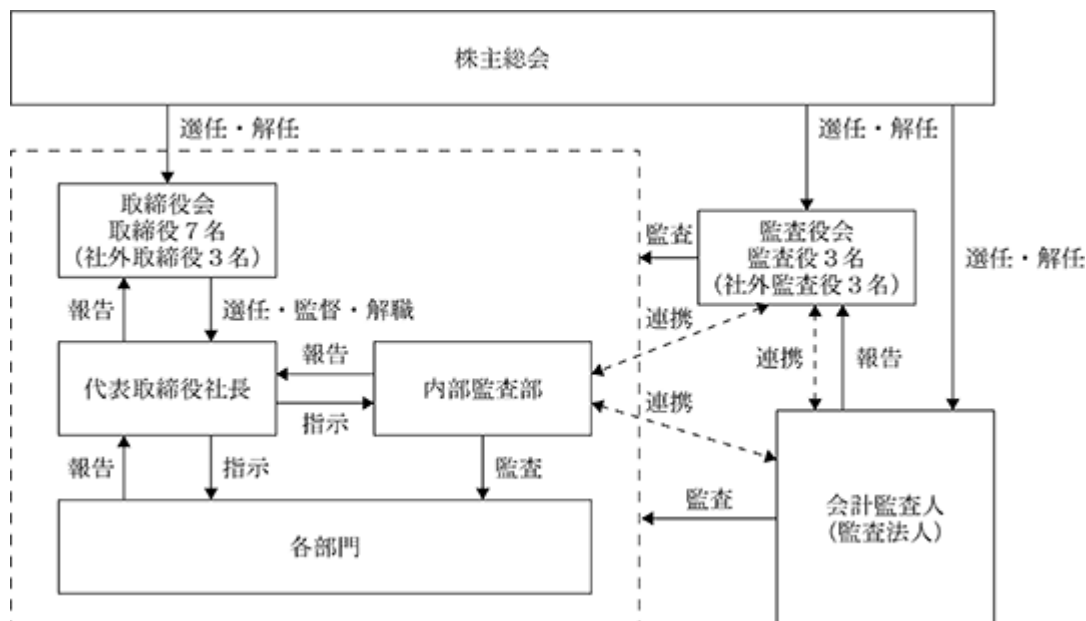 株主総会
選任・解任
選任・解任
選任・解任
取締役会
取締役7名
(社外取締役3名)
監査
監査役会
監査役3名
(社外監査役3名)
報告
選任・監督・解職
連携
連携
報告
代表取締役社長
報告
指示
内部監査部
連携
報告
指示
監査
監査
各部門
会計監査人
(監査法人)